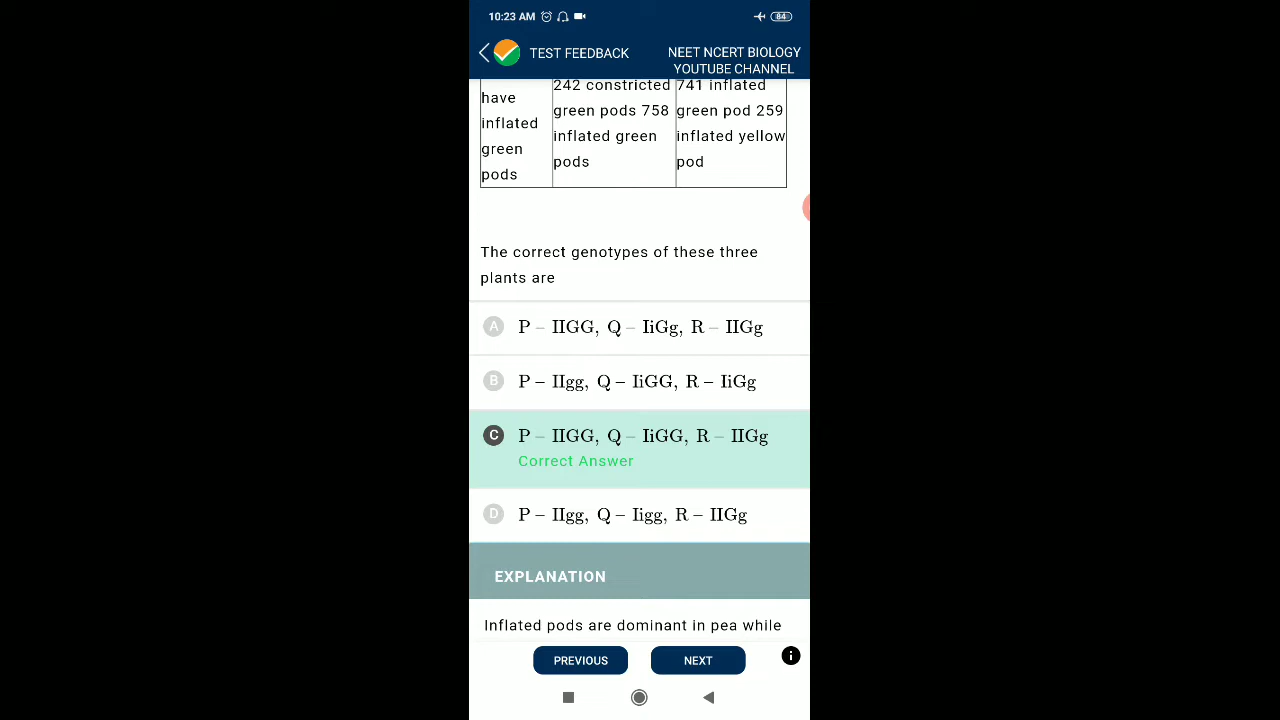 10:23 AM 84
TEST FEEDBACK
NEET NCERT BIOLOGY
YOUTUBE CHANNEL
have
inflated
green
pods
242 constricted
green pods 758
inflated green
pods
741 inflated
green pod 259
inflated yellow
pod
The correct genotypes of these three
plants are
A P – IIGG, Q – IiGg, R – IIGg
B P – IIgg, Q – IiGG, R – IiGg
C P – IIGG, Q – IiGG, R – IIGg
Correct Answer
D P – IIgg, Q – Iigg, R – IIGg
EXPLANATION
Inflated pods are dominant in pea while
PREVIOUS
NEXT
i